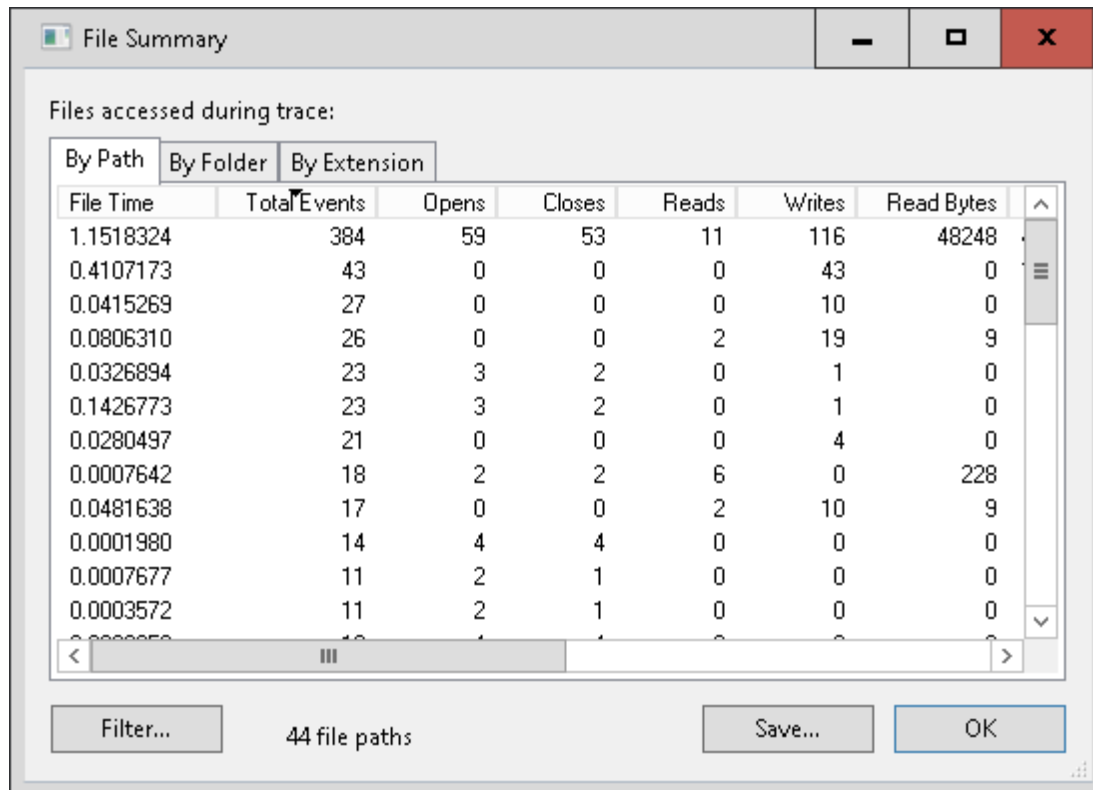 File Summary
Files accessed during trace:
By Path By Folder By Extension
File Time Total Events Opens Closes Reads Writes Read Bytes
1.1518324 384 59 53 11 116 48248
0.4107173 43 0 0 0 43 0
0.0415269 27 0 0 0 10 0
0.0806310 26 0 0 2 19 9
0.0326894 23 3 2 0 1 0
0.1426773 23 3 2 0 1 0
0.0280497 21 0 0 0 4 0
0.0007642 18 2 2 6 0 228
0.0481638 17 0 0 2 10 9
0.0001980 14 4 4 0 0 0
0.0007677 11 2 1 0 0 0
0.0003572 11 2 1 0 0 0
Filter... 44 file paths Save... OK